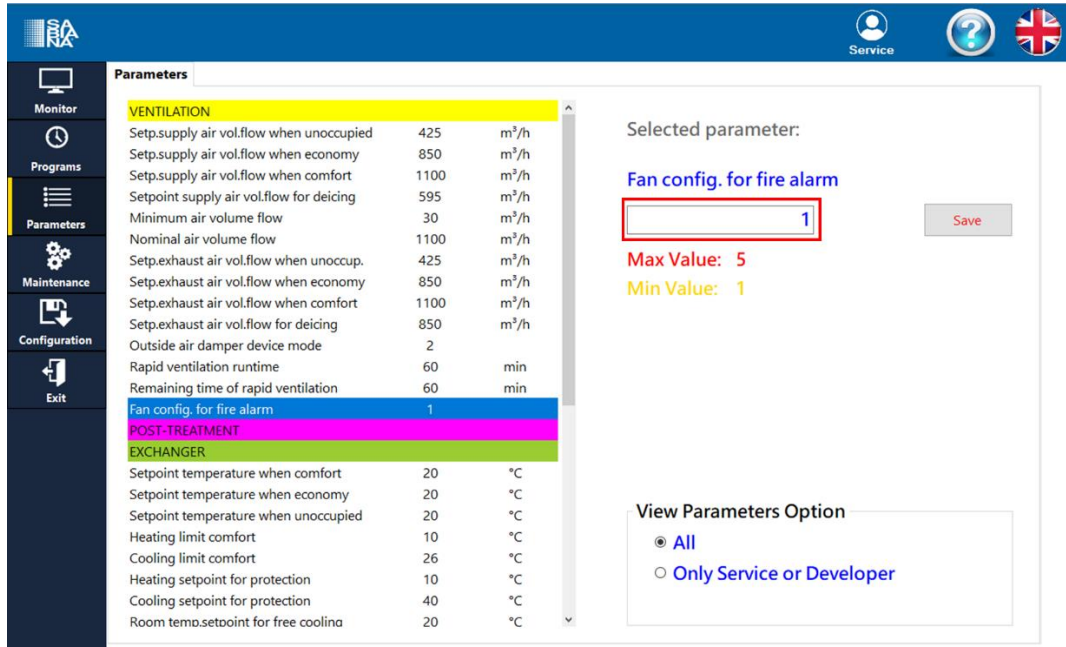 SABIANA
Service
?
Monitor
Programs
Parameters
Maintenance
Configuration
Exit
Parameters
VENTILATION
Setp.supply air vol.flow when unoccupied 425 m³/h
Setp.supply air vol.flow when economy 850 m³/h
Setp.supply air vol.flow when comfort 1100 m³/h
Setpoint supply air vol.flow for deicing 595 m³/h
Minimum air volume flow 30 m³/h
Nominal air volume flow 1100 m³/h
Setp.exhaust air vol.flow when unoccup. 425 m³/h
Setp.exhaust air vol.flow when economy 850 m³/h
Setp.exhaust air vol.flow when comfort 1100 m³/h
Setp.exhaust air vol.flow for deicing 850 m³/h
Outside air damper device mode 2
Rapid ventilation runtime 60 min
Remaining time of rapid ventilation 60 min
Fan config. for fire alarm 1
POST-TREATMENT
EXCHANGER
Setpoint temperature when comfort 20 °C
Setpoint temperature when economy 20 °C
Setpoint temperature when unoccupied 20 °C
Heating limit comfort 10 °C
Cooling limit comfort 26 °C
Heating setpoint for protection 10 °C
Cooling setpoint for protection 40 °C
Room temp.setpoint for free cooling 20 °C
Selected parameter:
Fan config. for fire alarm
1
Save
Max Value: 5
Min Value: 1
View Parameters Option
All
Only Service or Developer